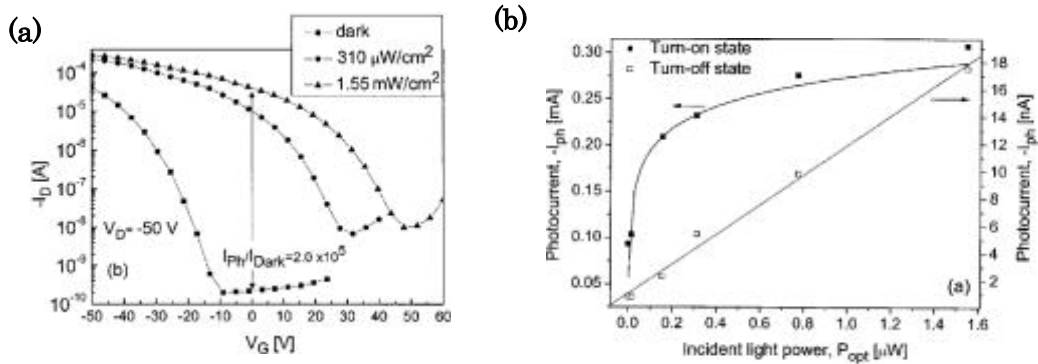 (a)
dark
310 μW/cm²
1.55 mW/cm²
10⁻⁴
10⁻⁵
10⁻⁶
10⁻⁷
10⁻⁸
10⁻⁹
10⁻¹⁰
-I_D [A]
V_D= -50 V
I_Ph/I_Dark=2.0 x10⁵
(b)
-50 -40 -30 -20 -10 0 10 20 30 40 50 60
V_G [V]
(b)
Turn-on state
Turn-off state
0.30
0.25
0.20
0.15
0.10
0.05
Photocurrent, -I_ph [mA]
18
16
14
12
10
8
6
4
2
Photocurrent, -I_ph [nA]
(a)
0.0 0.2 0.4 0.6 0.8 1.0 1.2 1.4 1.6
Incident light power, P_opt [μW]